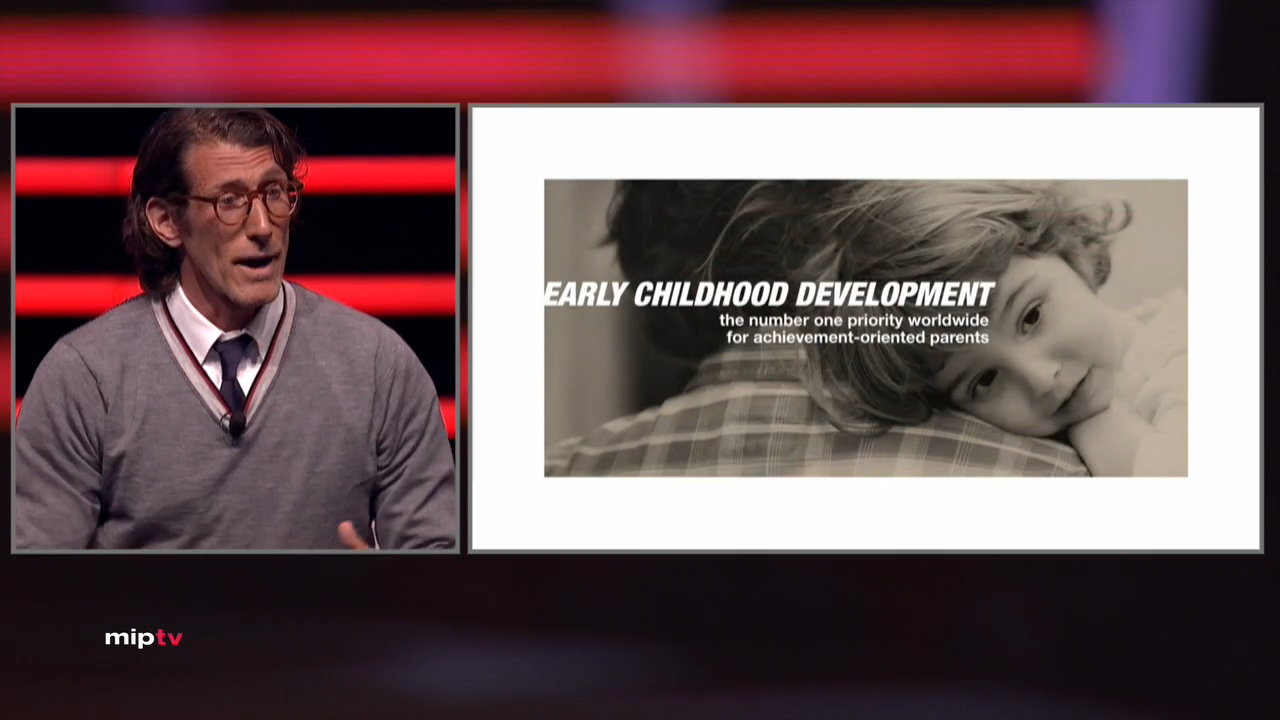 EARLY CHILDHOOD DEVELOPMENT
the number one priority worldwide
for achievement-oriented parents
miptv